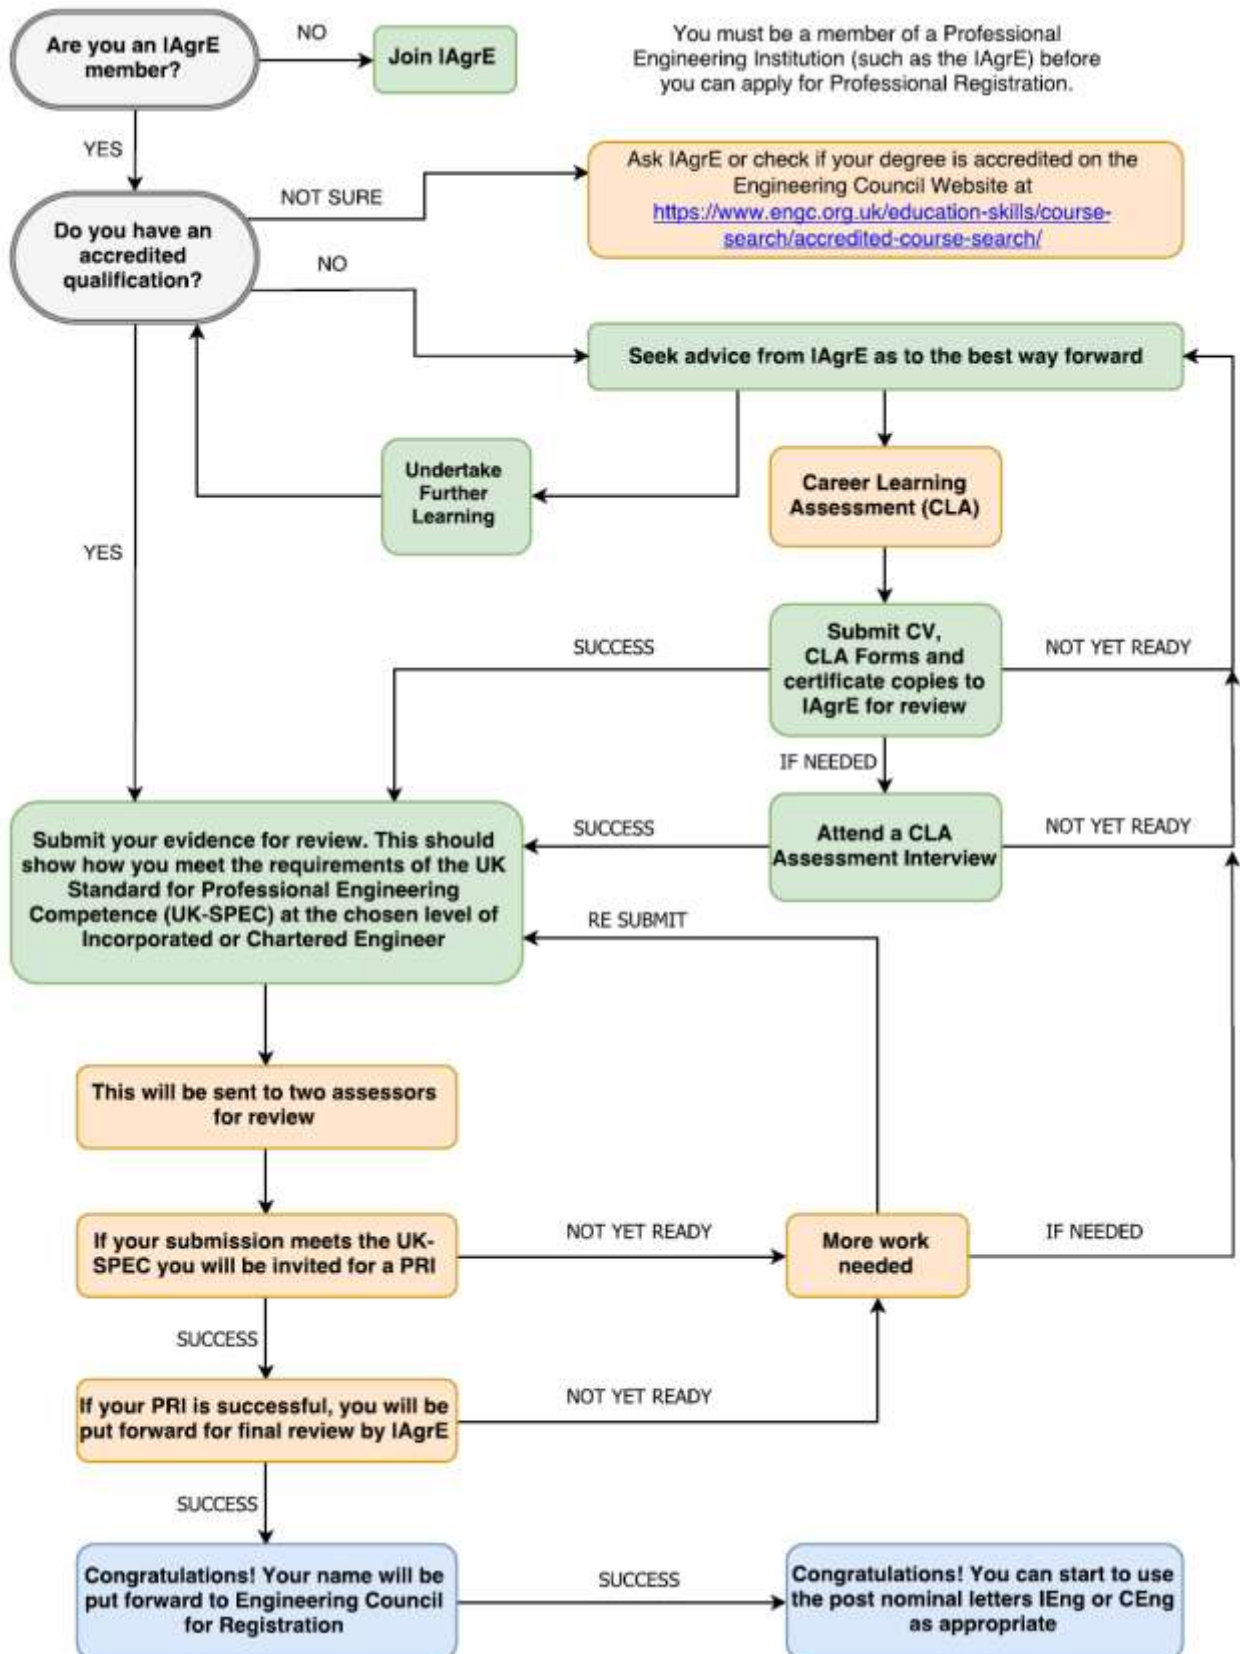 Are you an IAgrE
member?
NO
Join IAgrE
You must be a member of a Professional
Engineering Institution (such as the IAgrE) before
you can apply for Professional Registration.
YES
Do you have an
accredited
qualification?
NOT SURE
Ask IAgrE or check if your degree is accredited on the
Engineering Council Website at
https://www.engc.org.uk/education-skills/course-
search/accredited-course-search/
NO
Seek advice from IAgrE as to the best way forward
Undertake
Further
Learning
Career Learning
Assessment (CLA)
YES
SUCCESS
Submit CV,
CLA Forms and
certificate copies to
IAgrE for review
NOT YET READY
IF NEEDED
SUCCESS
Attend a CLA
Assessment Interview
NOT YET READY
Submit your evidence for review. This should
show how you meet the requirements of the UK
Standard for Professional Engineering
Competence (UK-SPEC) at the chosen level of
Incorporated or Chartered Engineer
RE SUBMIT
This will be sent to two assessors
for review
If your submission meets the UK-
SPEC you will be invited for a PRI
NOT YET READY
More work
needed
IF NEEDED
SUCCESS
If your PRI is successful, you will be
put forward for final review by IAgrE
NOT YET READY
SUCCESS
Congratulations! Your name will be
put forward to Engineering Council
for Registration
SUCCESS
Congratulations! You can start to use
the post nominal letters IEng or CEng
as appropriate